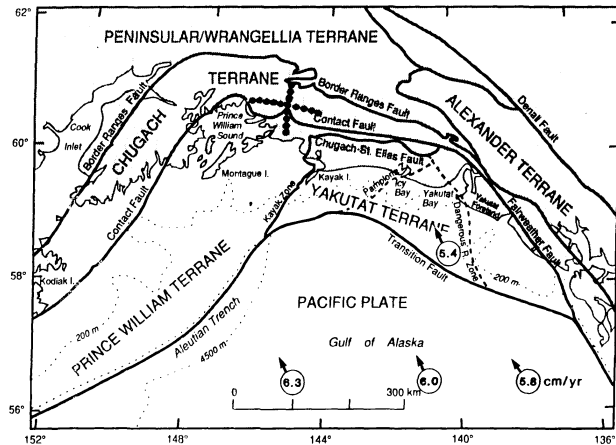 62°
PENINSULAR/WRANGELLIA TERRANE
TERRANE
Border Ranges Fault
Denali Fault
ALEXANDER TERRANE
Cook
Inlet
Border Ranges Fault
CHUGACH
Prince
William
Sound
Contact Fault
60°
Chugach-St. Elias Fault
Montague I.
Kayak I.
Pamplona
Icy
Bay
Yakutat
Bay
Yakutat
Foreland
Fairweather Fault
Contact Fault
Kayak Zone
YAKUTAT TERRANE
Dangerous R. Zone
5.4
58°
Kodiak I.
Transition Fault
200 m
PRINCE WILLIAM TERRANE
200 m
Aleutian Trench
4500 m
PACIFIC PLATE
Gulf of Alaska
6.3
6.0
5.8 cm/yr
0
300 km
56°
152°
148°
144°
140°
136°